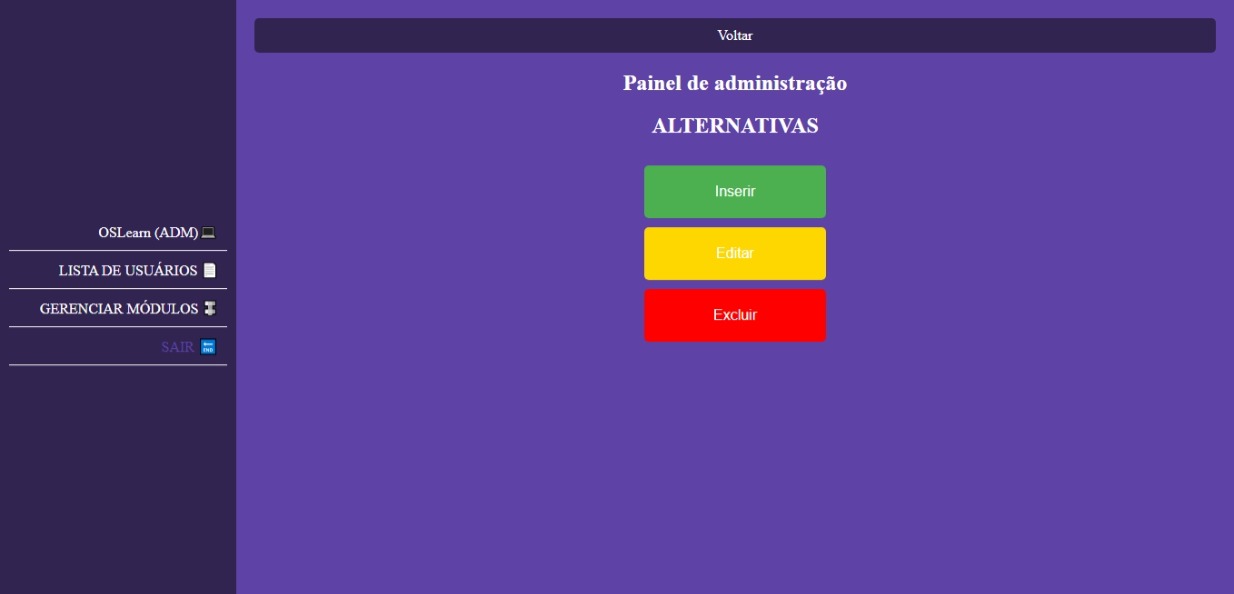 OSLearn (ADM)
LISTA DE USUÁRIOS
GERENCIAR MÓDULOS
SAIR
Voltar
Painel de administração
ALTERNATIVAS
Inserir
Editar
Excluir